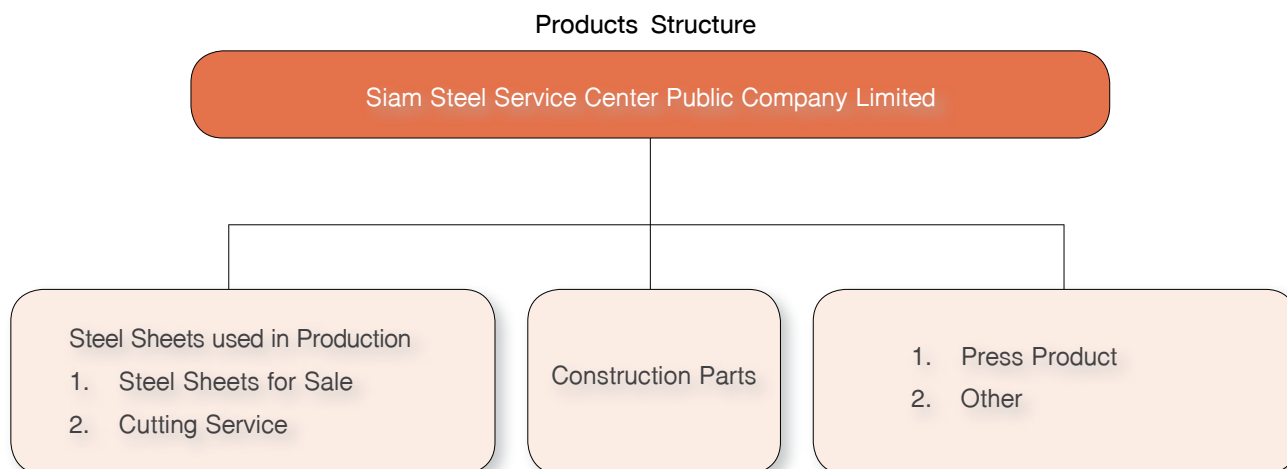 Products Structure
Siam Steel Service Center Public Company Limited
Steel Sheets used in Production
1. Steel Sheets for Sale
2. Cutting Service
Construction Parts
1. Press Product
2. Other